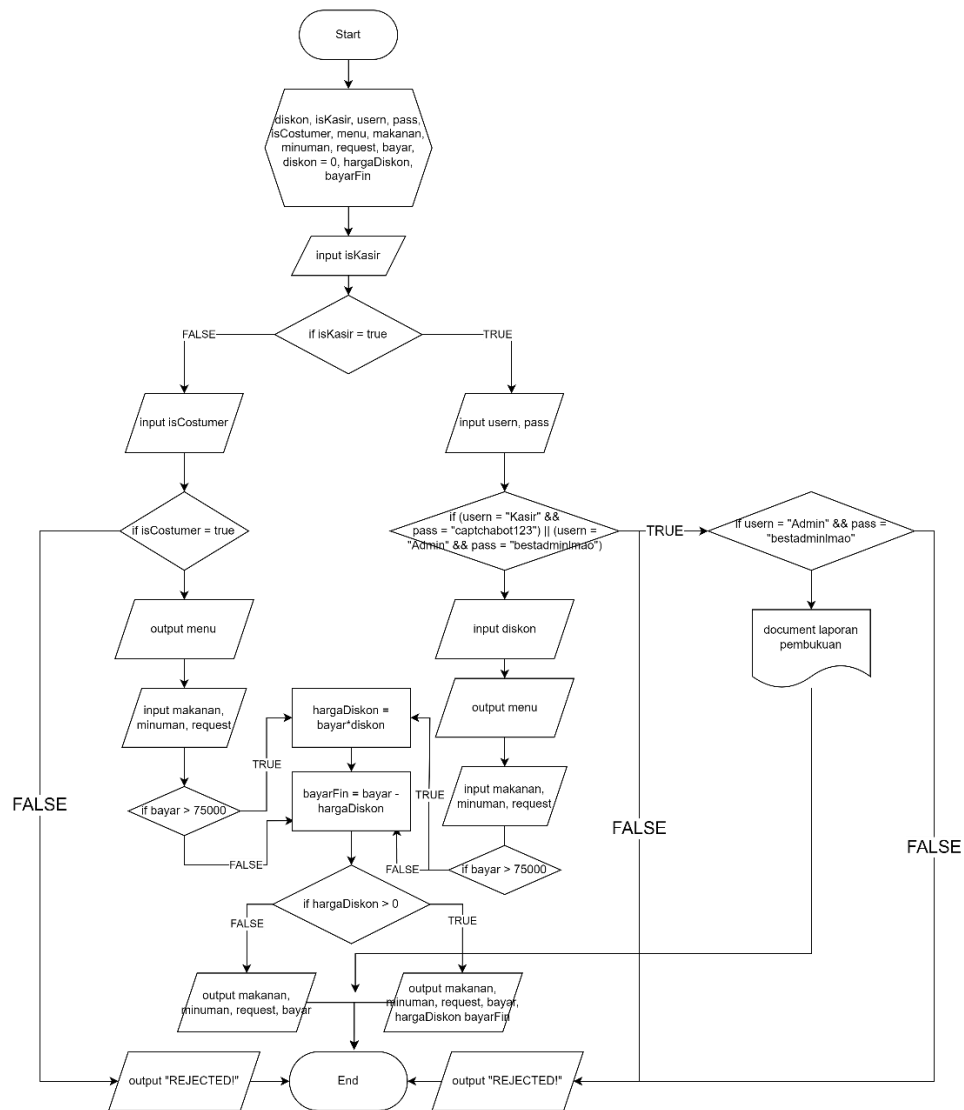 Start
diskon, isKasir, usern, pass,
isCostumer, menu, makanan,
minuman, request, bayar,
diskon = 0, hargaDiskon,
bayarFin
input isKasir
if isKasir = true
FALSE
TRUE
input isCostumer
input usern, pass
if isCostumer = true
if (usern = "Kasir" &&
pass = "captchabot123") || (usern =
"Admin" && pass = "bestadminlmao")
TRUE
if usern = "Admin" && pass =
"bestadminlmao"
output menu
input diskon
document laporan
pembukuan
input makanan,
minuman, request
hargaDiskon =
bayar*diskon
output menu
TRUE
TRUE
if bayar > 75000
bayarFin = bayar -
hargaDiskon
input makanan,
minuman, request
FALSE
FALSE
FALSE
FALSE
FALSE
if bayar > 75000
if hargaDiskon > 0
FALSE
TRUE
output makanan,
minuman, request, bayar
output makanan,
minuman, request, bayar,
hargaDiskon bayarFin
output "REJECTED!"
End
output "REJECTED!"